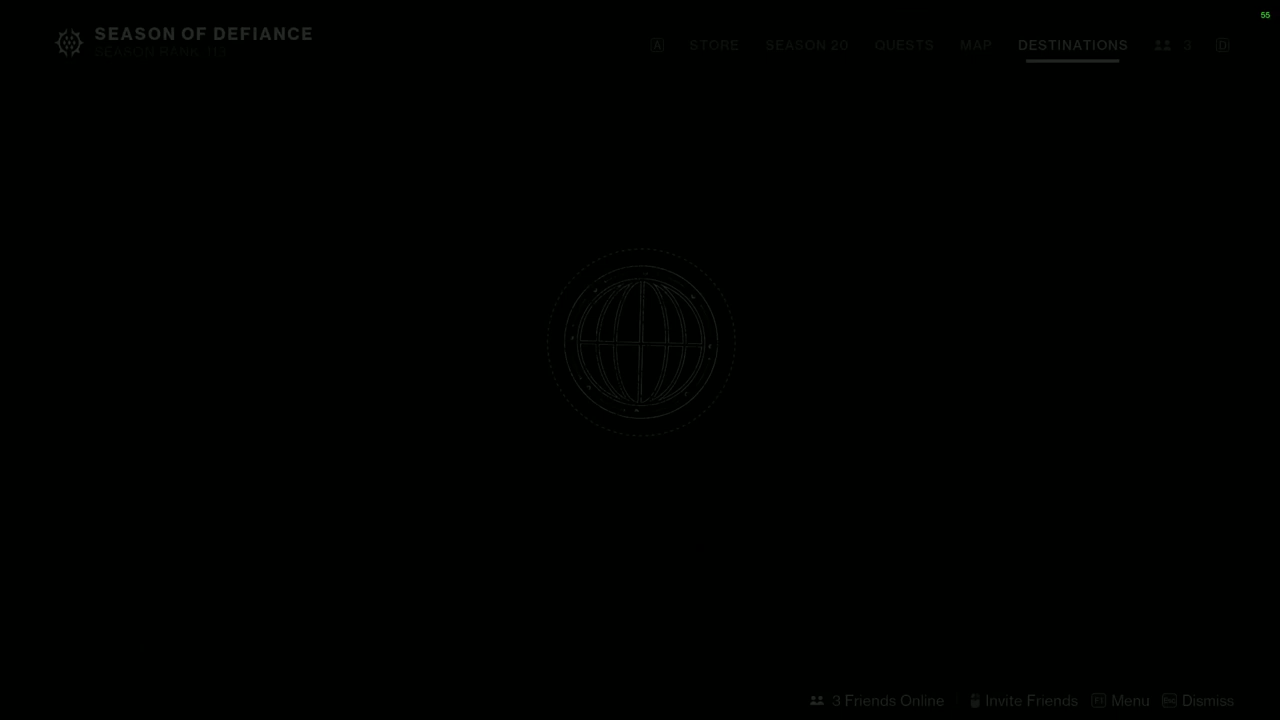 55
SEASON OF DEFIANCE
SEASON RANK 113
A STORE SEASON 20 QUESTS MAP DESTINATIONS 3 D
3 Friends Online Invite Friends F1 Menu Esc Dismiss